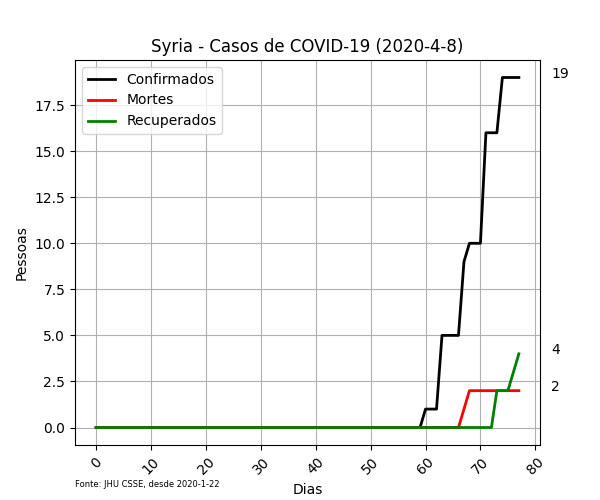 Syria - Casos de COVID-19 (2020-4-8)
Confirmados
Mortes
Recuperados
19
17.5
15.0
12.5
10.0
7.5
5.0
4
2.5
2
0.0
Pessoas
0 10 20 30 40 50 60 70 80
Fonte: JHU CSSE, desde 2020-1-22
Dias